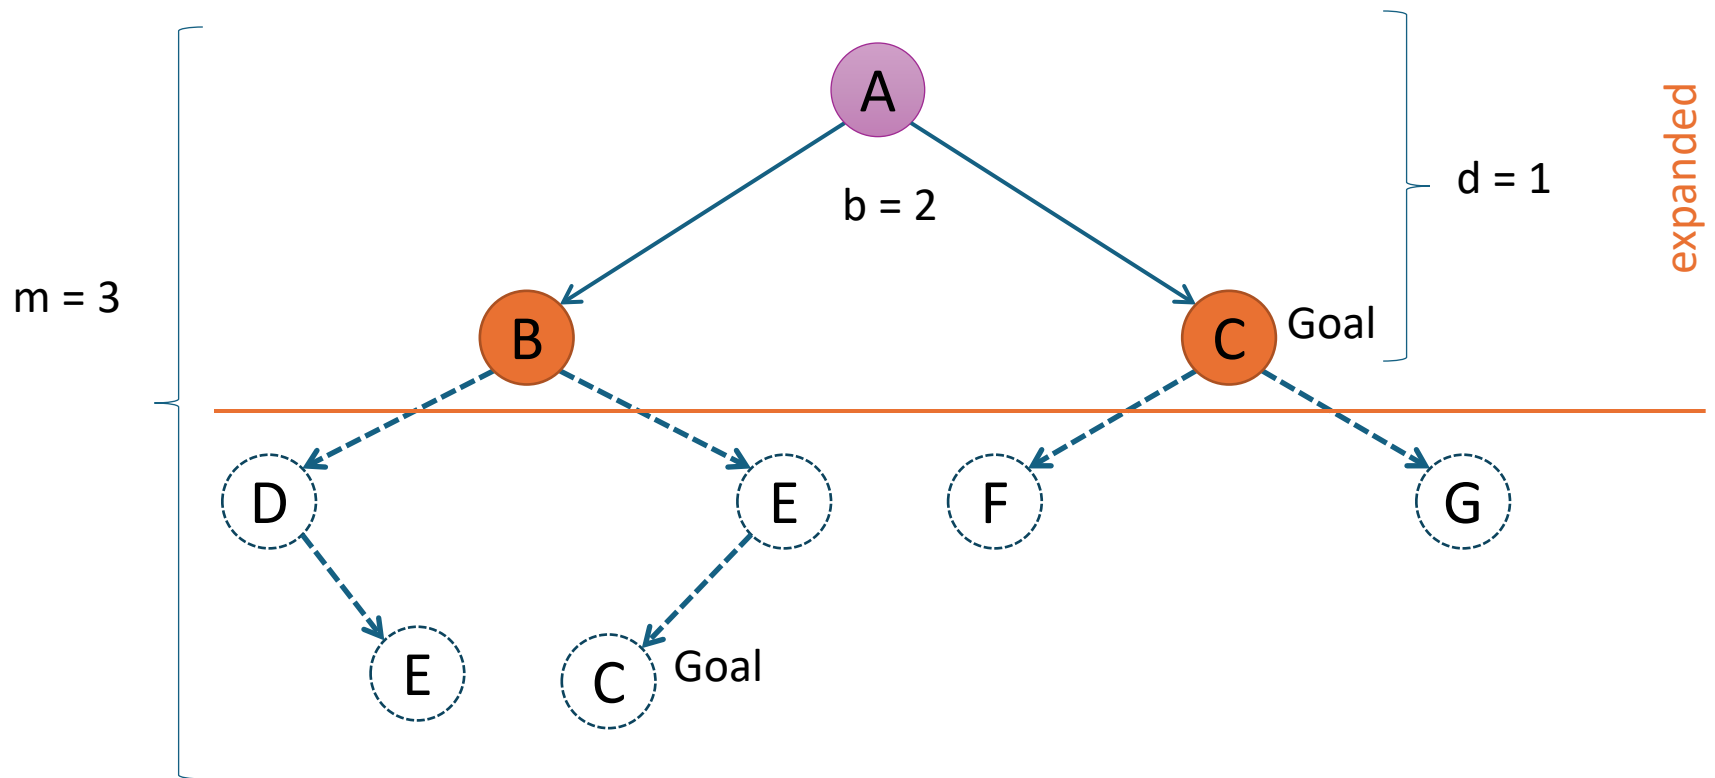 A
b = 2
d = 1
expanded
m = 3
B
C
Goal
D
E
F
G
E
C
Goal